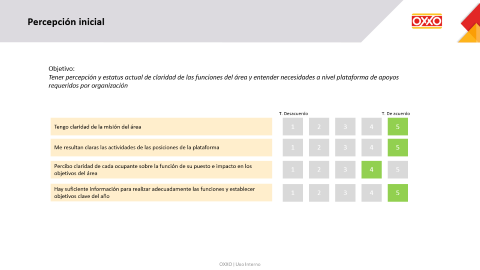 Percepción inicial
OXXO
Objetivo:
Tener percepción y estatus actual de claridad de las funciones del área y entender necesidades a nivel plataforma de apoyos
requeridos por organización
T. Desacuerdo T. De acuerdo
Tengo claridad de la misión del área 1 2 3 4 5
Me resultan claras las actividades de las posiciones de la plataforma 1 2 3 4 5
Percibo claridad de cada ocupante sobre la función de su puesto e impacto en los
objetivos del área 1 2 3 4 5
Hay suficiente información para realizar adecuadamente las funciones y establecer
objetivos clave del año 1 2 3 4 5
OXXO | Uso Interno